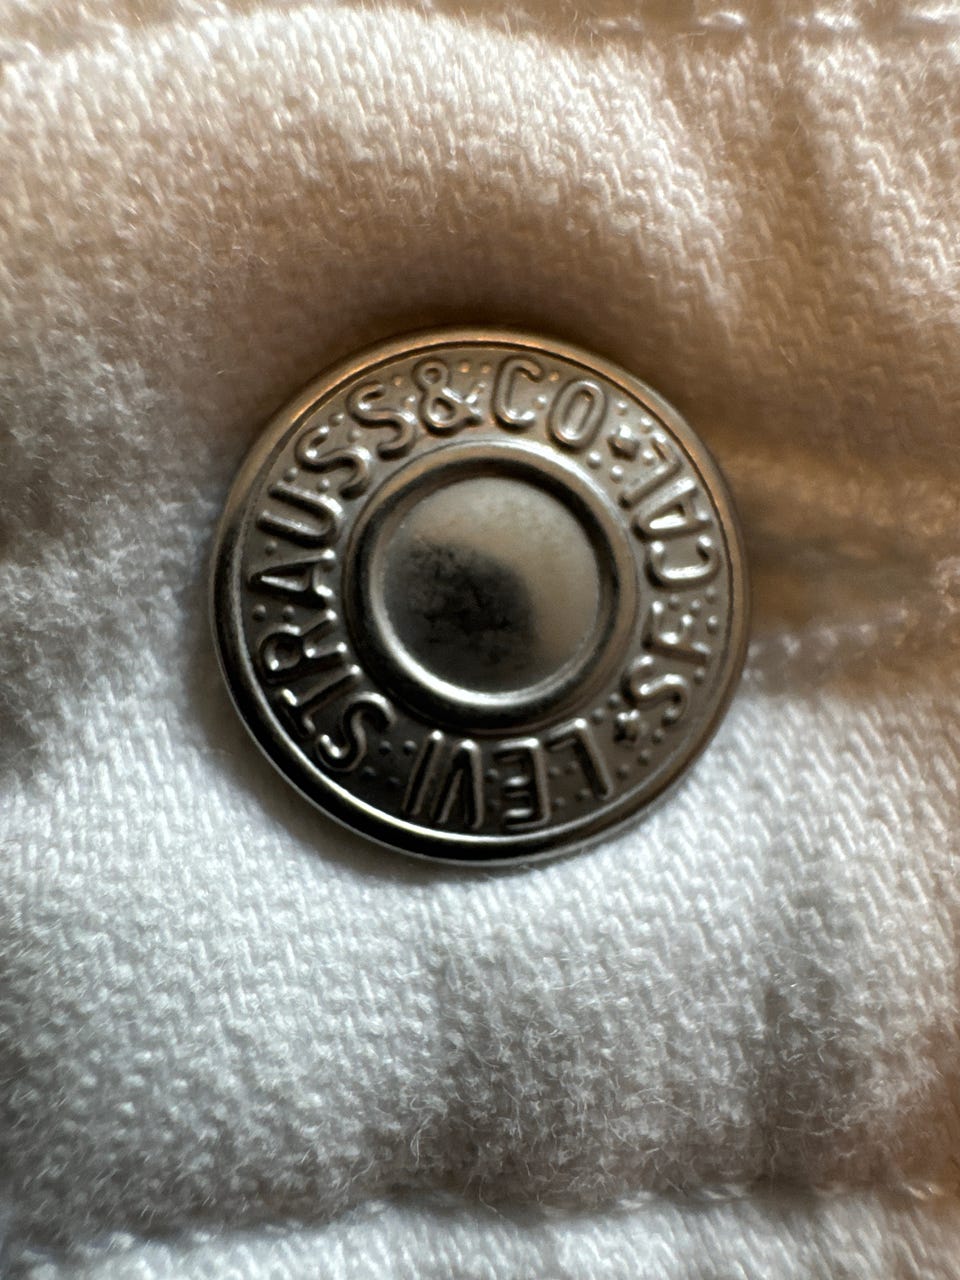 LEVI STRAUSS & CO ★ S.F. CAL ★